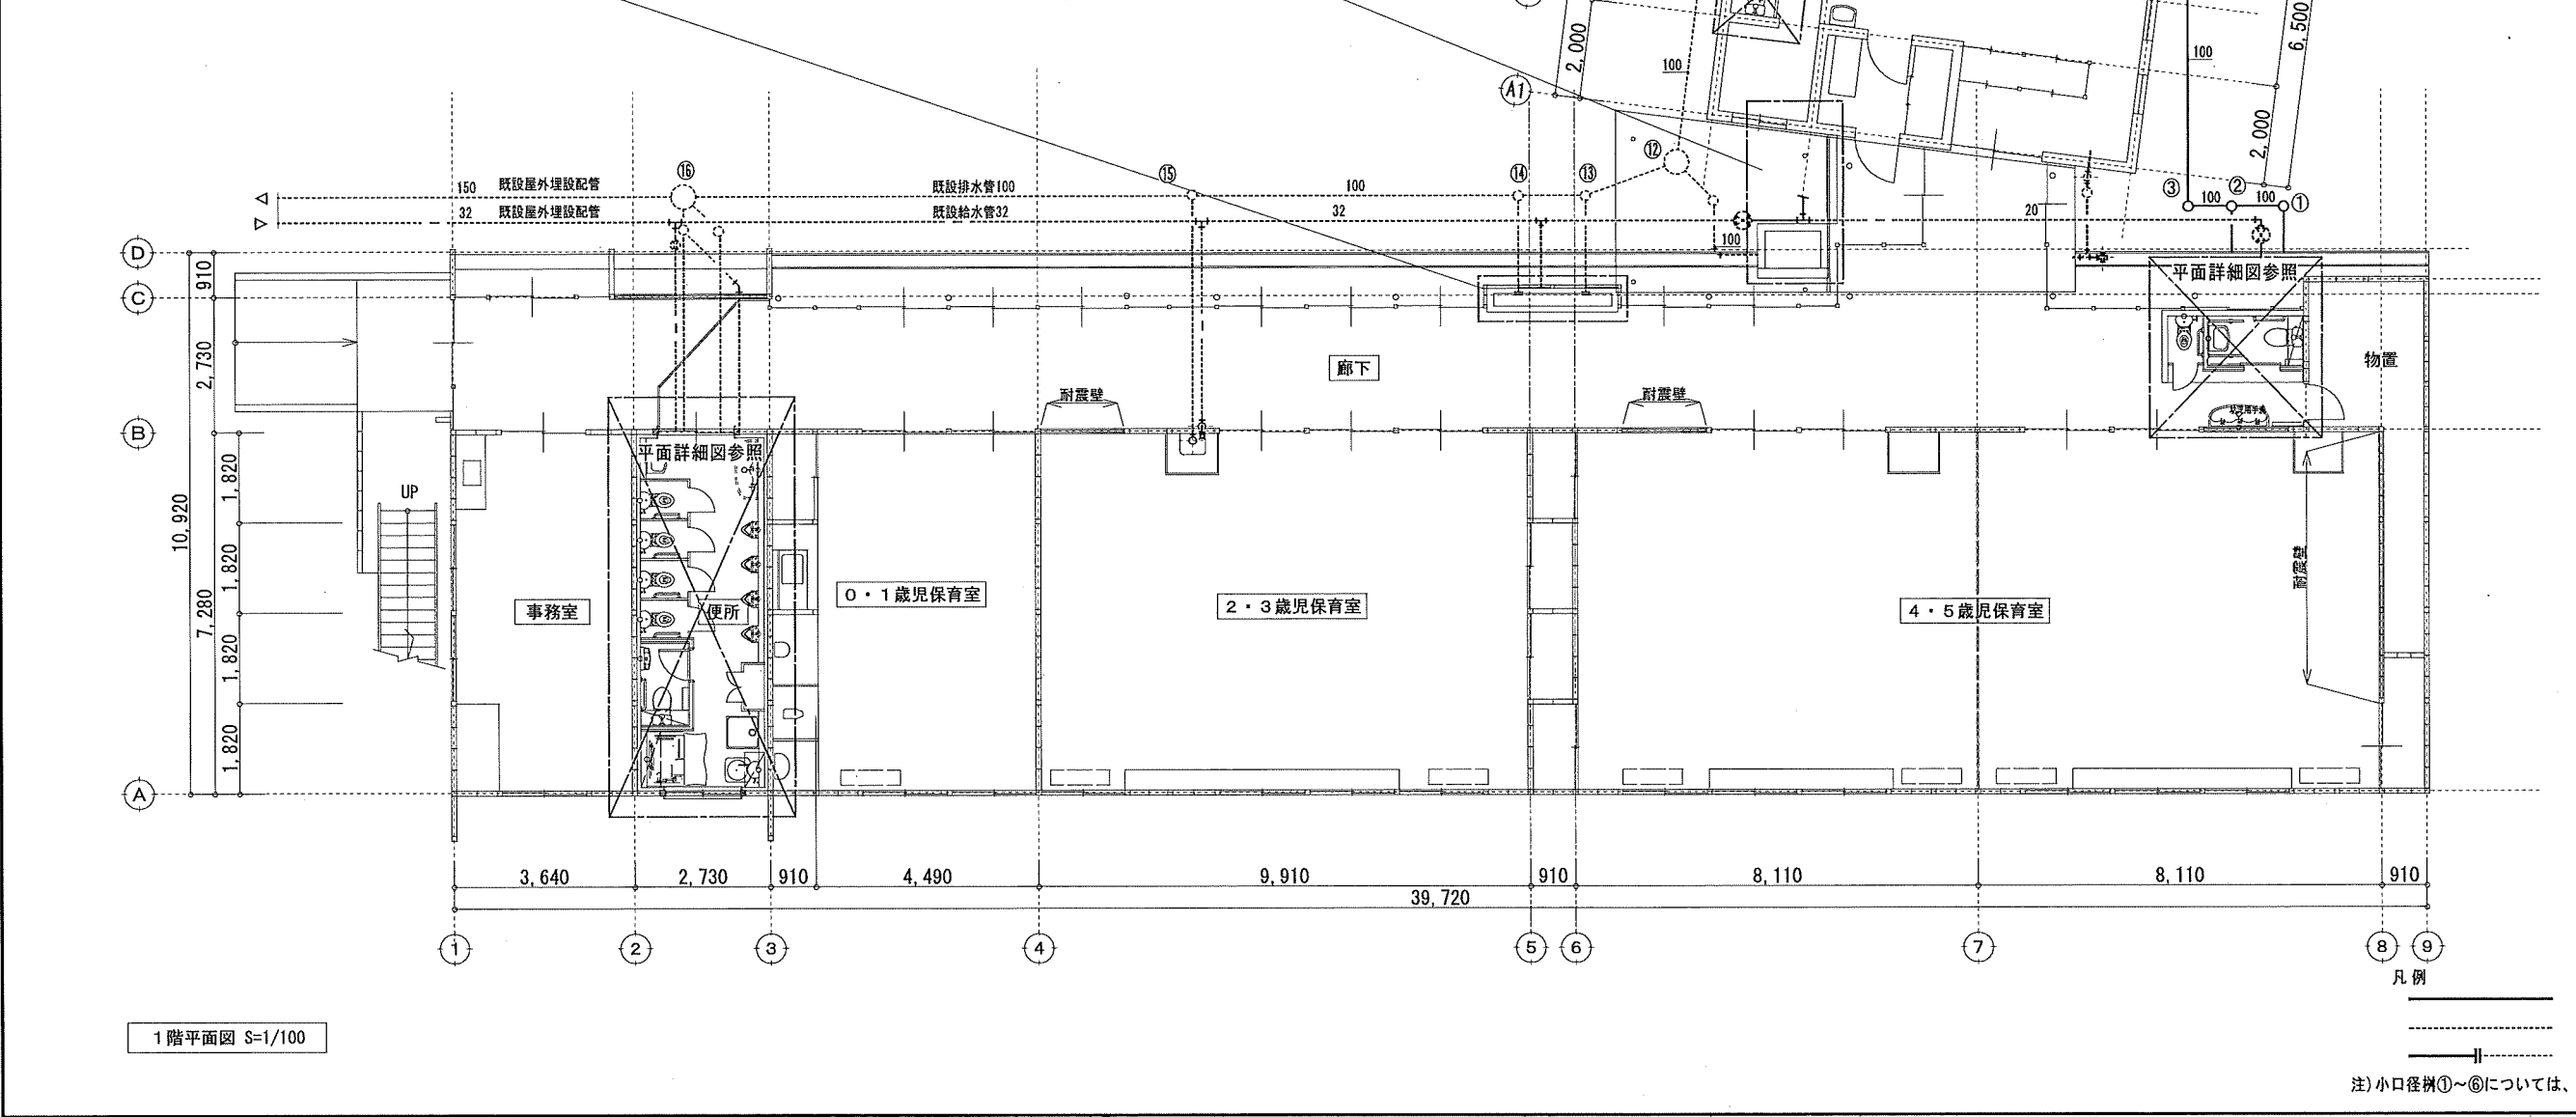 2,000
6,500
100
100
A1
2,000
⑫
⑯
⑮
⑭
⑬
③
②
①
150
既設屋外埋設配管
既設排水管100
100
100
100
32
既設屋外埋設配管
既設給水管32
32
20
100
D
910
平面詳細図参照
C
2,730
廊下
物置
耐震壁
耐震壁
B
平面詳細図参照
10,920
7,280
1,820
1,820
1,820
1,820
UP
耐震壁
事務室
便所
0・1歳児保育室
2・3歳児保育室
4・5歳児保育室
A
3,640
2,730
910
4,490
9,910
910
8,110
8,110
910
39,720
1
2
3
4
5
6
7
8
9
凡例
1階平面図 S=1/100
注)小口径桝①～⑥については、